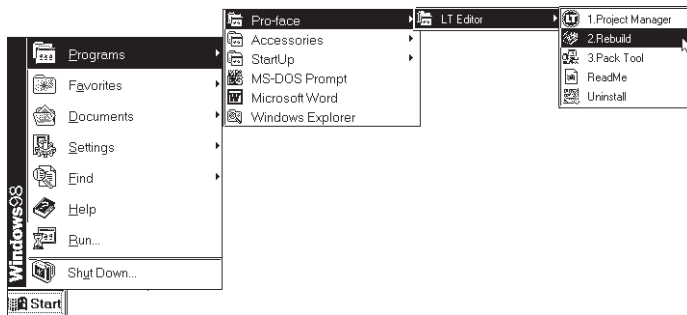 Programs
Favorites
Documents
Settings
Find
Help
Run...
Shut Down...
Windows98
Start
Pro-face
Accessories
StartUp
MS-DOS Prompt
Microsoft Word
Windows Explorer
LT Editor
1.Project Manager
2.Rebuild
3.Pack Tool
ReadMe
Uninstall